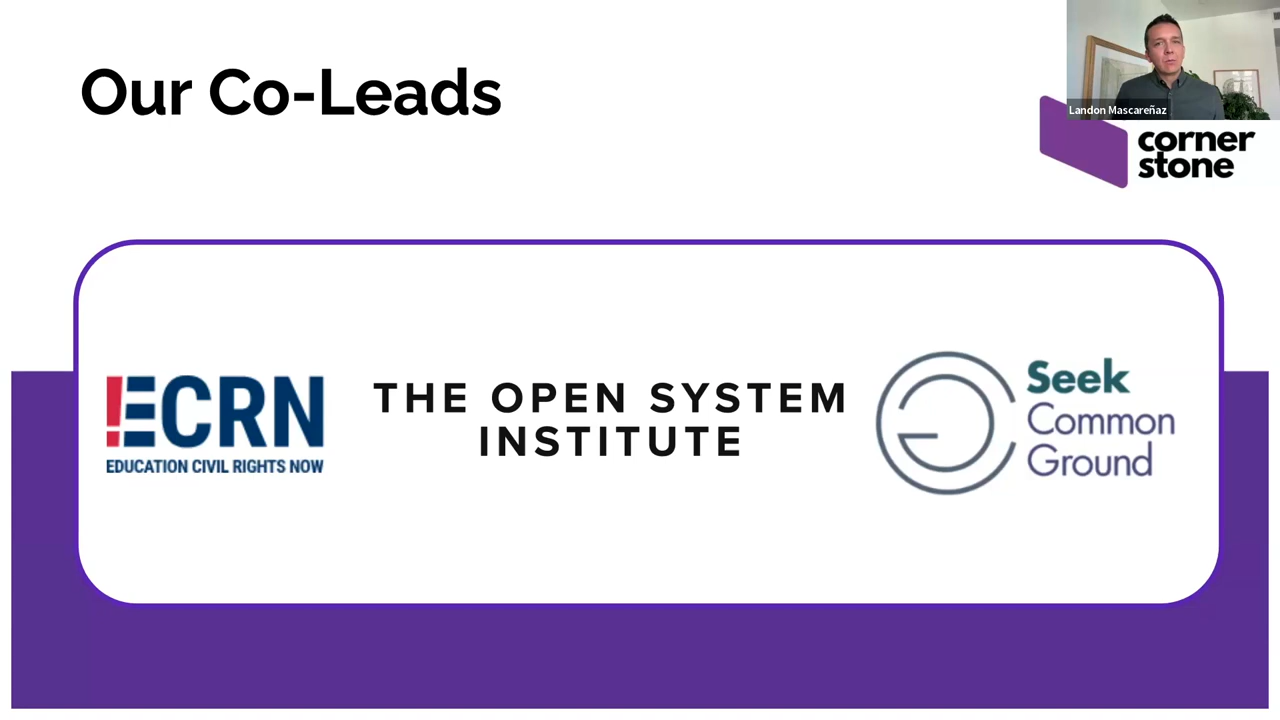 Our Co-Leads
Landon Mascareñaz
corner
stone
ECRN
EDUCATION CIVIL RIGHTS NOW
THE OPEN SYSTEM
INSTITUTE
Seek
Common
Ground